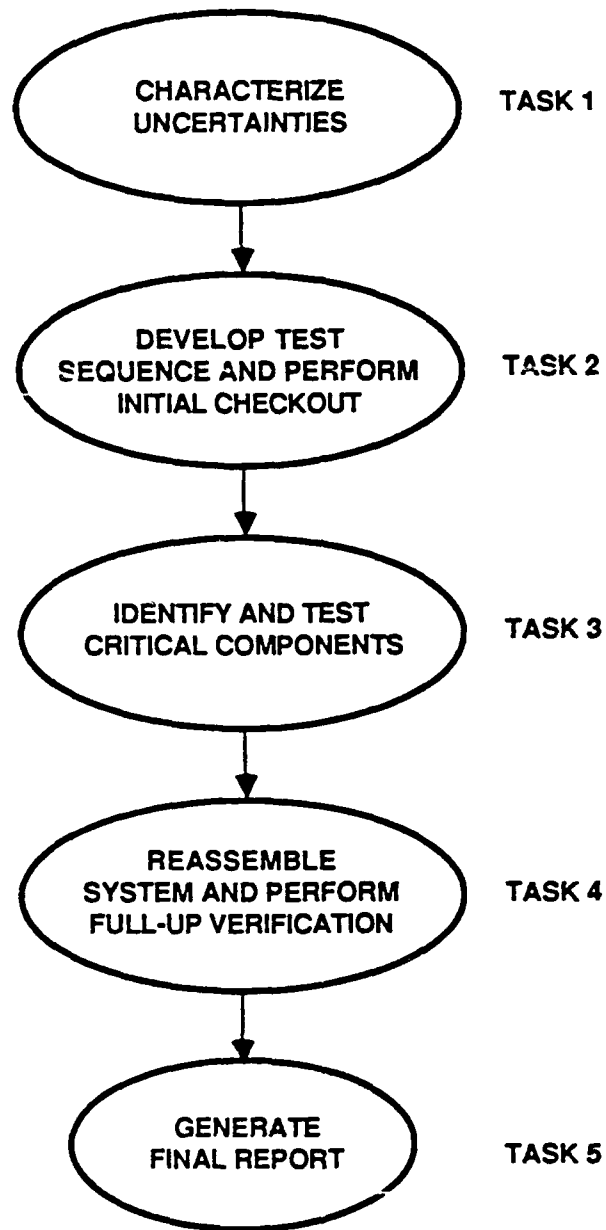 CHARACTERIZE
UNCERTAINTIES
TASK 1
DEVELOP TEST
SEQUENCE AND PERFORM
INITIAL CHECKOUT
TASK 2
IDENTIFY AND TEST
CRITICAL COMPONENTS
TASK 3
REASSEMBLE
SYSTEM AND PERFORM
FULL-UP VERIFICATION
TASK 4
GENERATE
FINAL REPORT
TASK 5